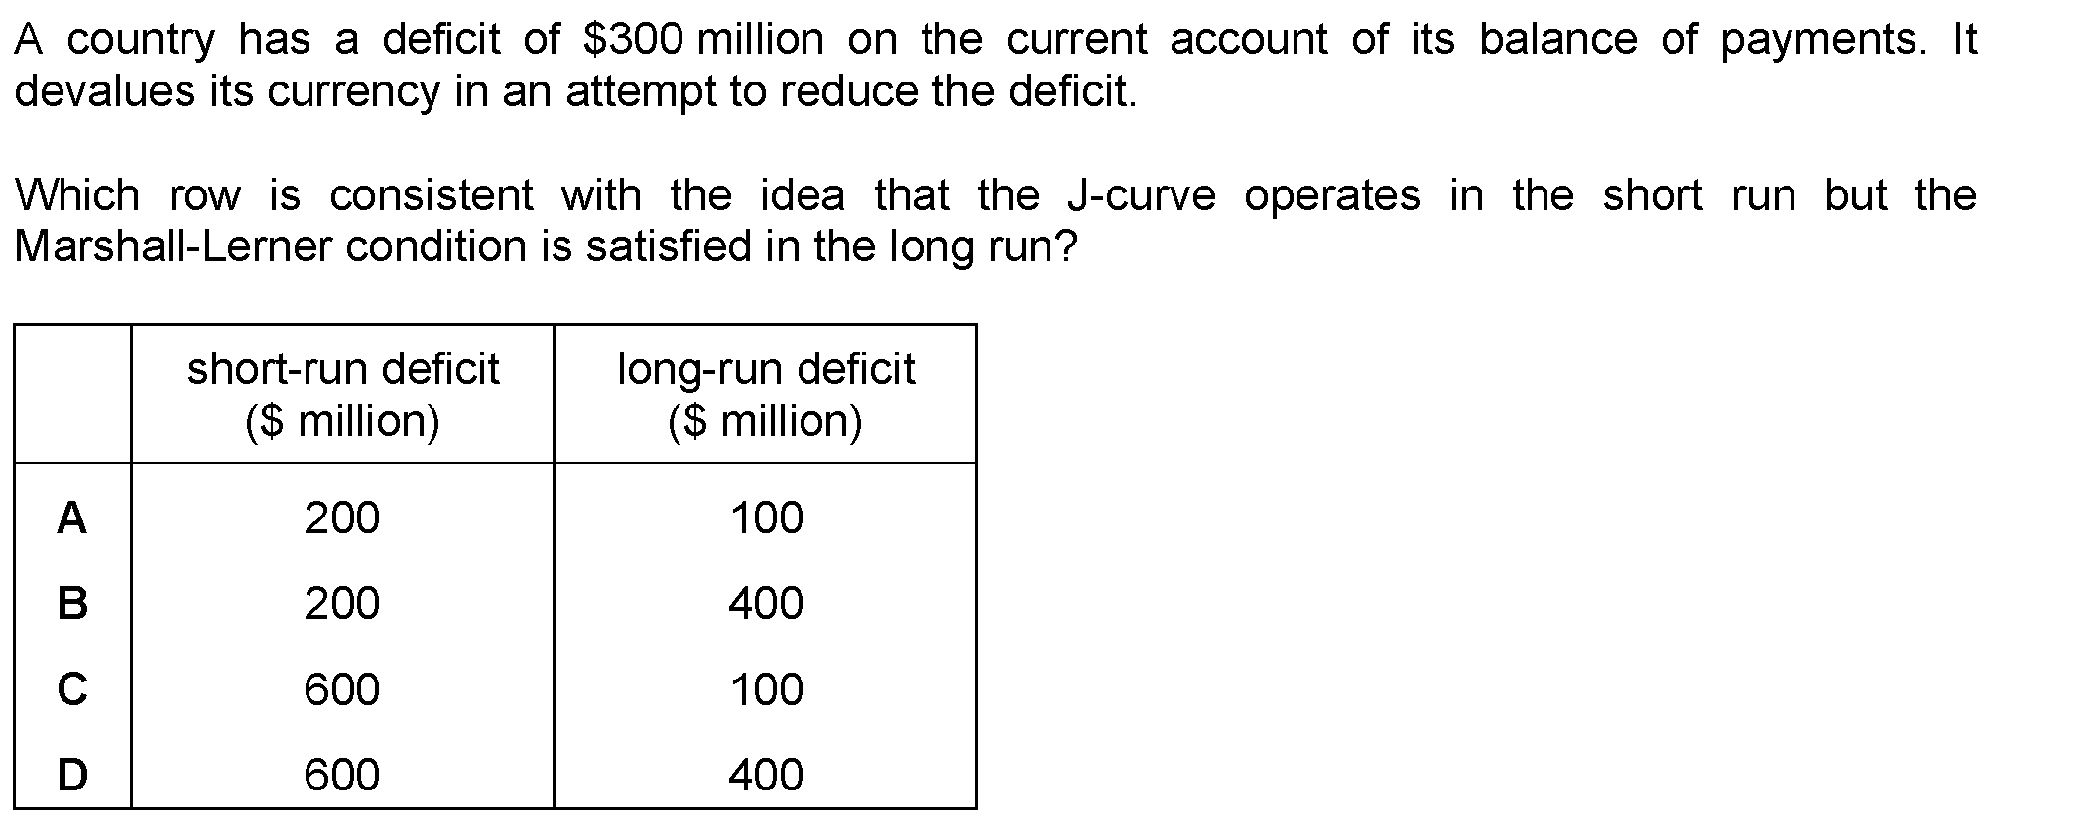 A country has a deficit of $300 million on the current account of its balance of payments. It
devalues its currency in an attempt to reduce the deficit.
Which row is consistent with the idea that the J-curve operates in the short run but the
Marshall-Lerner condition is satisfied in the long run?
short-run deficit long-run deficit
($ million) ($ million)
A 200 100
B 200 400
C 600 100
D 600 400